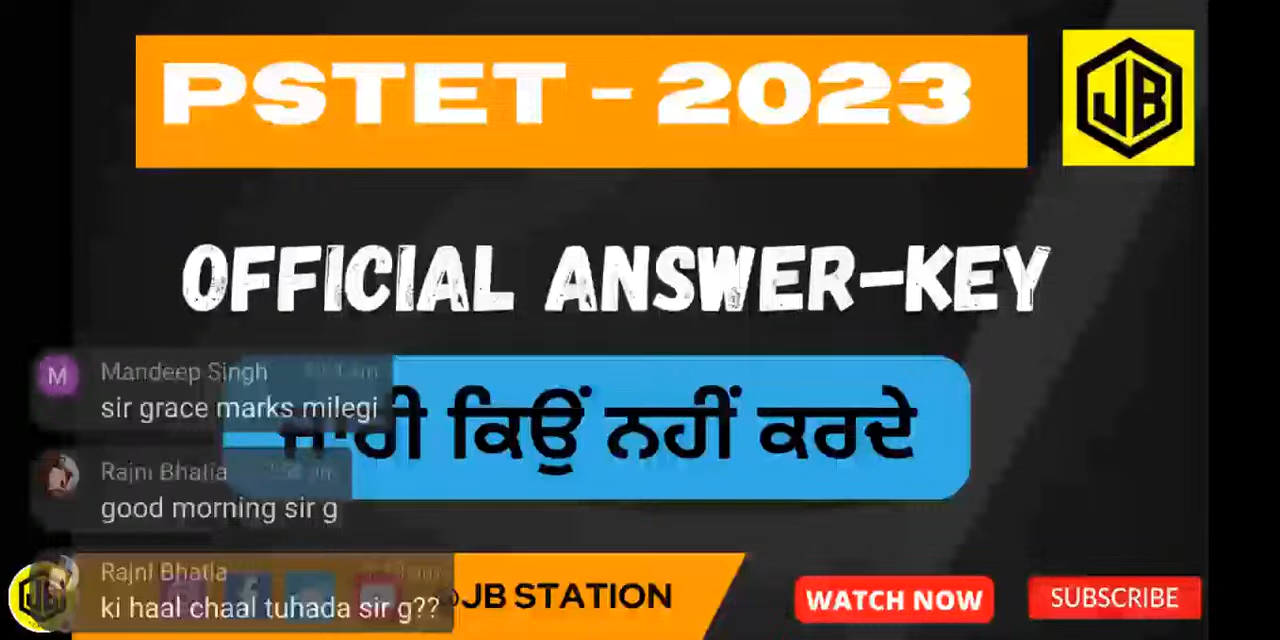 PSTET - 2023
JB
OFFICIAL ANSWER-KEY
M
Mandeep Singh
sir grace marks milegi
ਜਾਰੀ ਕਿਉਂ ਨਹੀਂ ਕਰਦੇ
Rajni Bhatia
good morning sir g
Rajni Bhatia
ki haal chaal tuhada sir g??
JB STATION
WATCH NOW
SUBSCRIBE